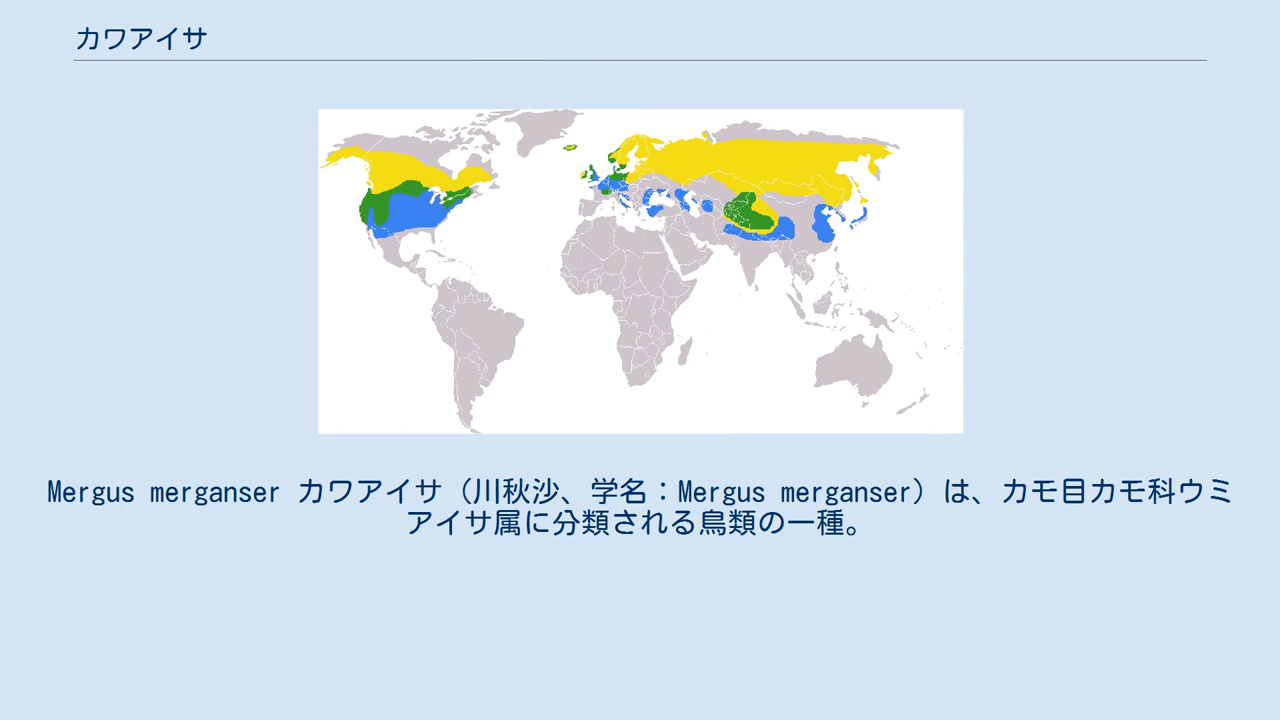 カワアイサ
Mergus merganser カワアイサ（川秋沙、学名：Mergus merganser）は、カモ目カモ科ウミ
アイサ属に分類される鳥類の一種。